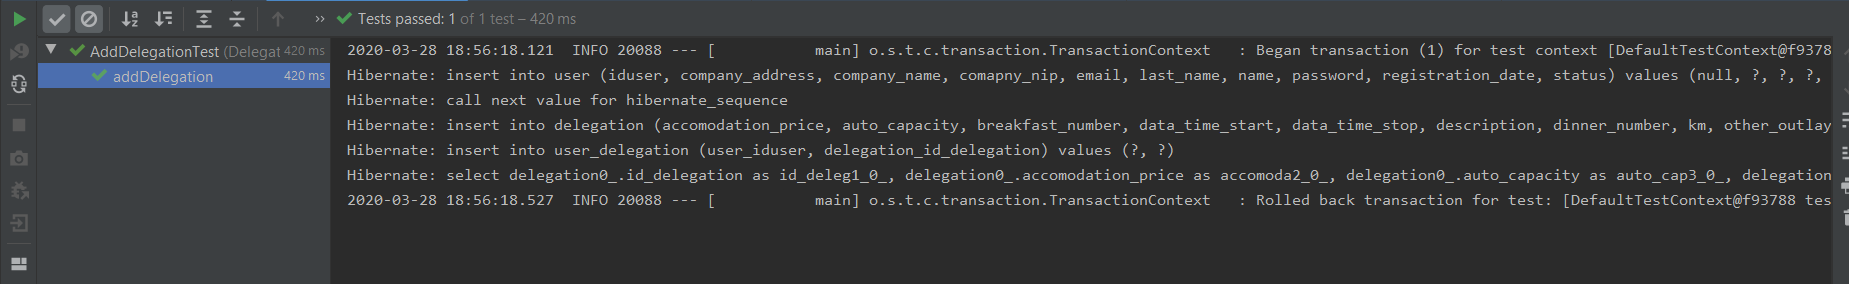 » Tests passed: 1 of 1 test – 420 ms
AddDelegationTest (Delegat 420 ms
addDelegation 420 ms
2020-03-28 18:56:18.121  INFO 20088 --- [           main] o.s.t.c.transaction.TransactionContext   : Began transaction (1) for test context [DefaultTestContext@f9378
Hibernate: insert into user (iduser, company_address, company_name, comapny_nip, email, last_name, name, password, registration_date, status) values (null, ?, ?, ?,
Hibernate: call next value for hibernate_sequence
Hibernate: insert into delegation (accomodation_price, auto_capacity, breakfast_number, data_time_start, data_time_stop, description, dinner_number, km, other_outlay
Hibernate: insert into user_delegation (user_iduser, delegation_id_delegation) values (?, ?)
Hibernate: select delegation0_.id_delegation as id_deleg1_0_, delegation0_.accomodation_price as accomoda2_0_, delegation0_.auto_capacity as auto_cap3_0_, delegation
2020-03-28 18:56:18.527  INFO 20088 --- [           main] o.s.t.c.transaction.TransactionContext   : Rolled back transaction for test: [DefaultTestContext@f93788 tes